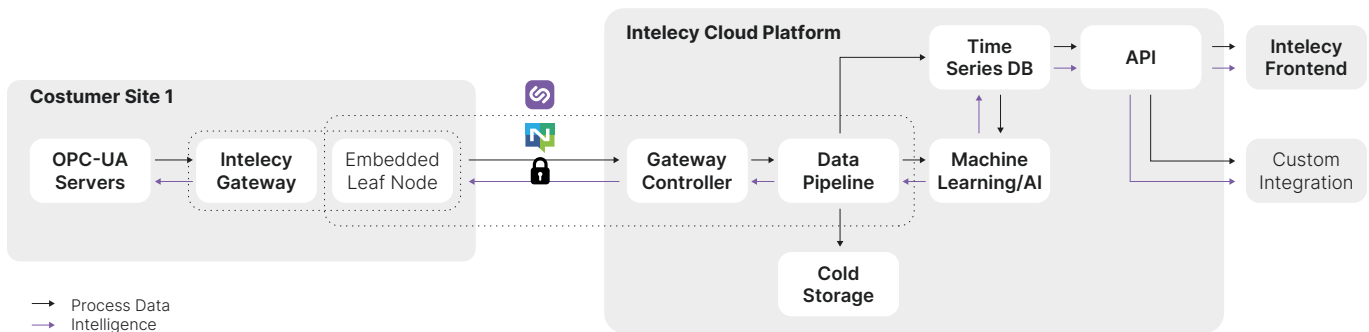 Intelecy Cloud Platform
Time
Series DB
API
Intelecy
Frontend
Costumer Site 1
OPC-UA
Servers
Intelecy
Gateway
Embedded
Leaf Node
Gateway
Controller
Data
Pipeline
Machine
Learning/AI
Custom
Integration
Cold
Storage
Process Data
Intelligence